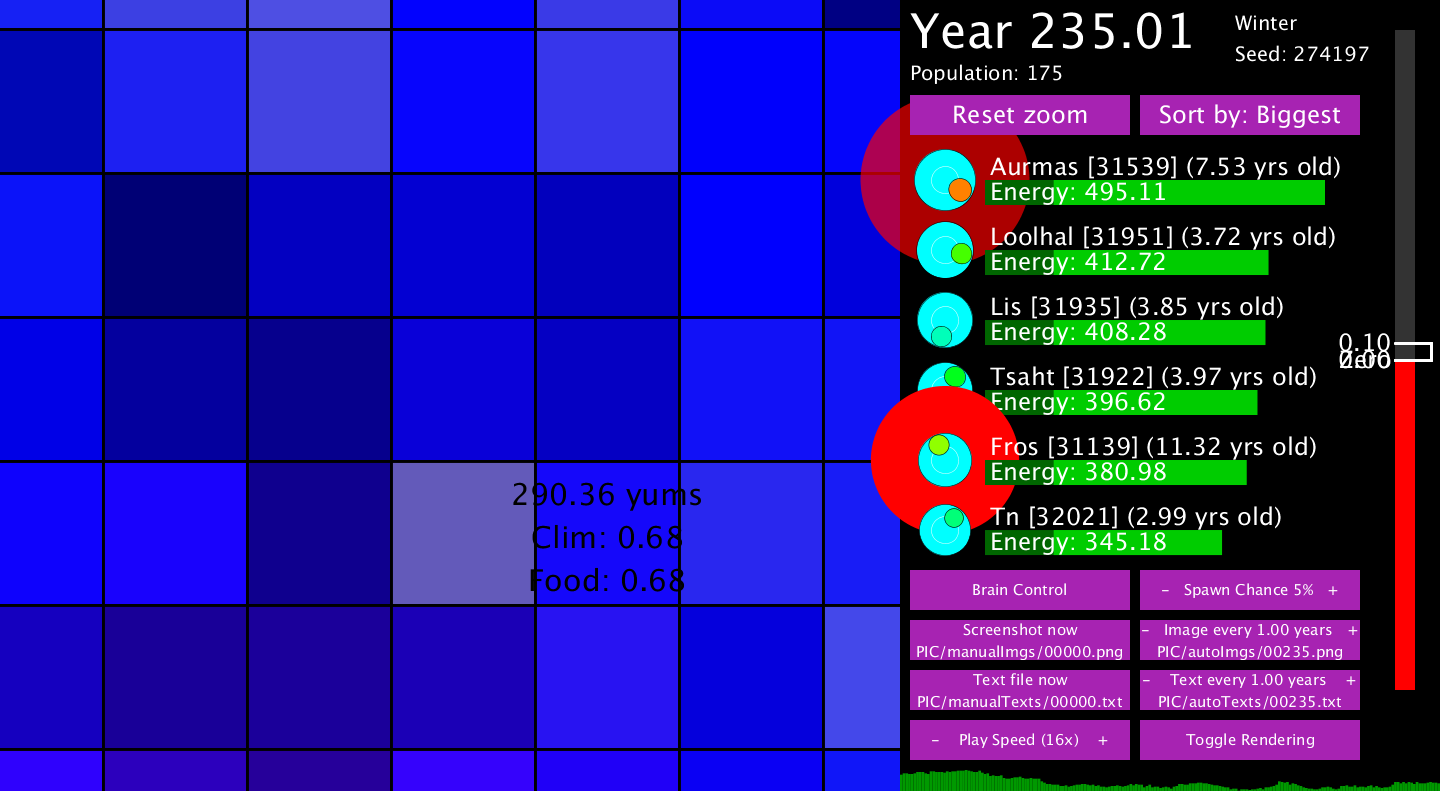 Year 235.01
Winter
Seed: 274197
Population: 175
Reset zoom
Sort by: Biggest
Aurmas [31539] (7.53 yrs old)
Energy: 495.11
Loolhal [31951] (3.72 yrs old)
Energy: 412.72
Lis [31935] (3.85 yrs old)
Energy: 408.28
0.10
Tsaht [31922] (3.97 yrs old)
Energy: 396.62
Fros [31139] (11.32 yrs old)
Energy: 380.98
Tn [32021] (2.99 yrs old)
Energy: 345.18
290.36 yums
Clim: 0.68
Food: 0.68
Brain Control
- Spawn Chance 5% +
Screenshot now
PIC/manualImgs/00000.png
- Image every 1.00 years +
PIC/autoImgs/00235.png
Text file now
PIC/manualTexts/00000.txt
- Text every 1.00 years +
PIC/autoTexts/00235.txt
- Play Speed (16x) +
Toggle Rendering